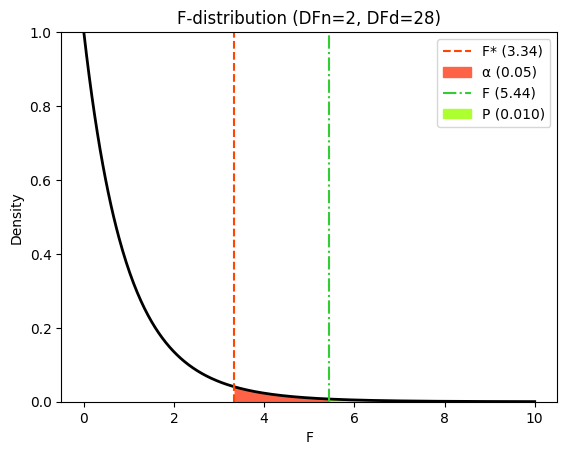 F-distribution (DFn=2, DFd=28)
F* (3.34)
α (0.05)
F (5.44)
P (0.010)
Density
1.0
0.8
0.6
0.4
0.2
0.0
0 2 4 6 8 10
F